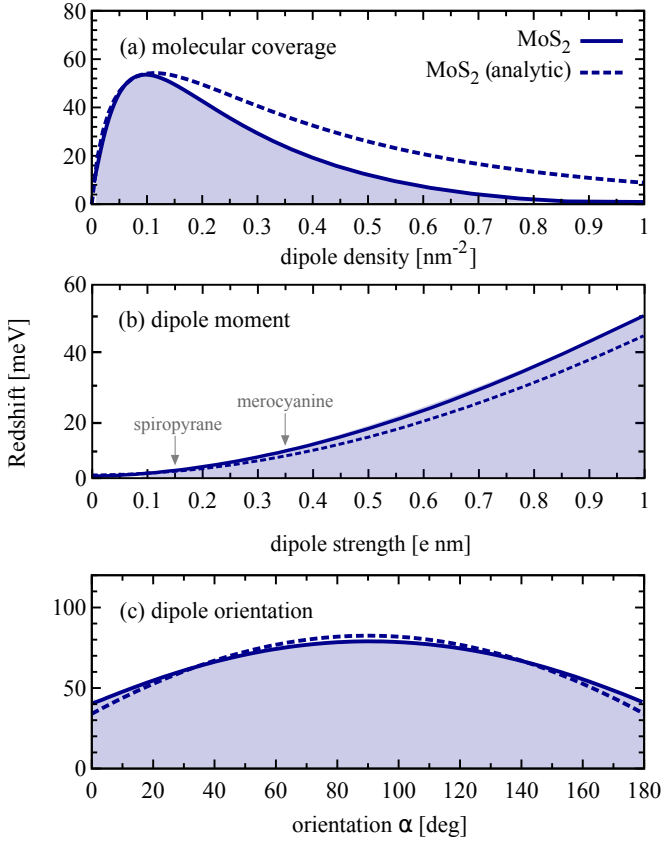 (a) molecular coverage
MoS2
MoS2 (analytic)
80
60
40
20
0
0 0.1 0.2 0.3 0.4 0.5 0.6 0.7 0.8 0.9 1
dipole density [nm-2]
Redshift [meV]
(b) dipole moment
60
40
20
0
spiropyrane
merocyanine
0 0.1 0.2 0.3 0.4 0.5 0.6 0.7 0.8 0.9 1
dipole strength [e nm]
(c) dipole orientation
100
50
0
0 20 40 60 80 100 120 140 160 180
orientation α [deg]